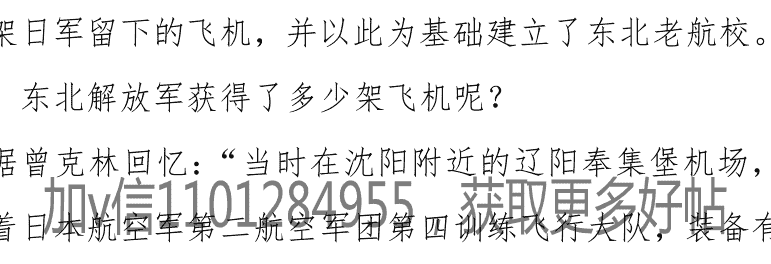 架日军留下的飞机，并以此为基础建立了东北老航校。
东北解放军获得了多少架飞机呢？
据曾克林回忆：“当时在沈阳附近的辽阳奉集堡机场，
加v信1101284955，获取更多好帖
着日本航空军第二航空军团第四训练飞行大队，装备有